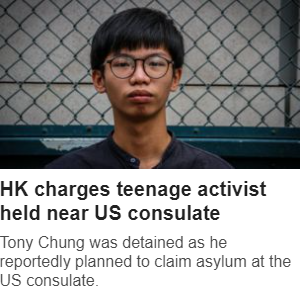 HK charges teenage activist
held near US consulate
Tony Chung was detained as he
reportedly planned to claim asylum at the
US consulate.